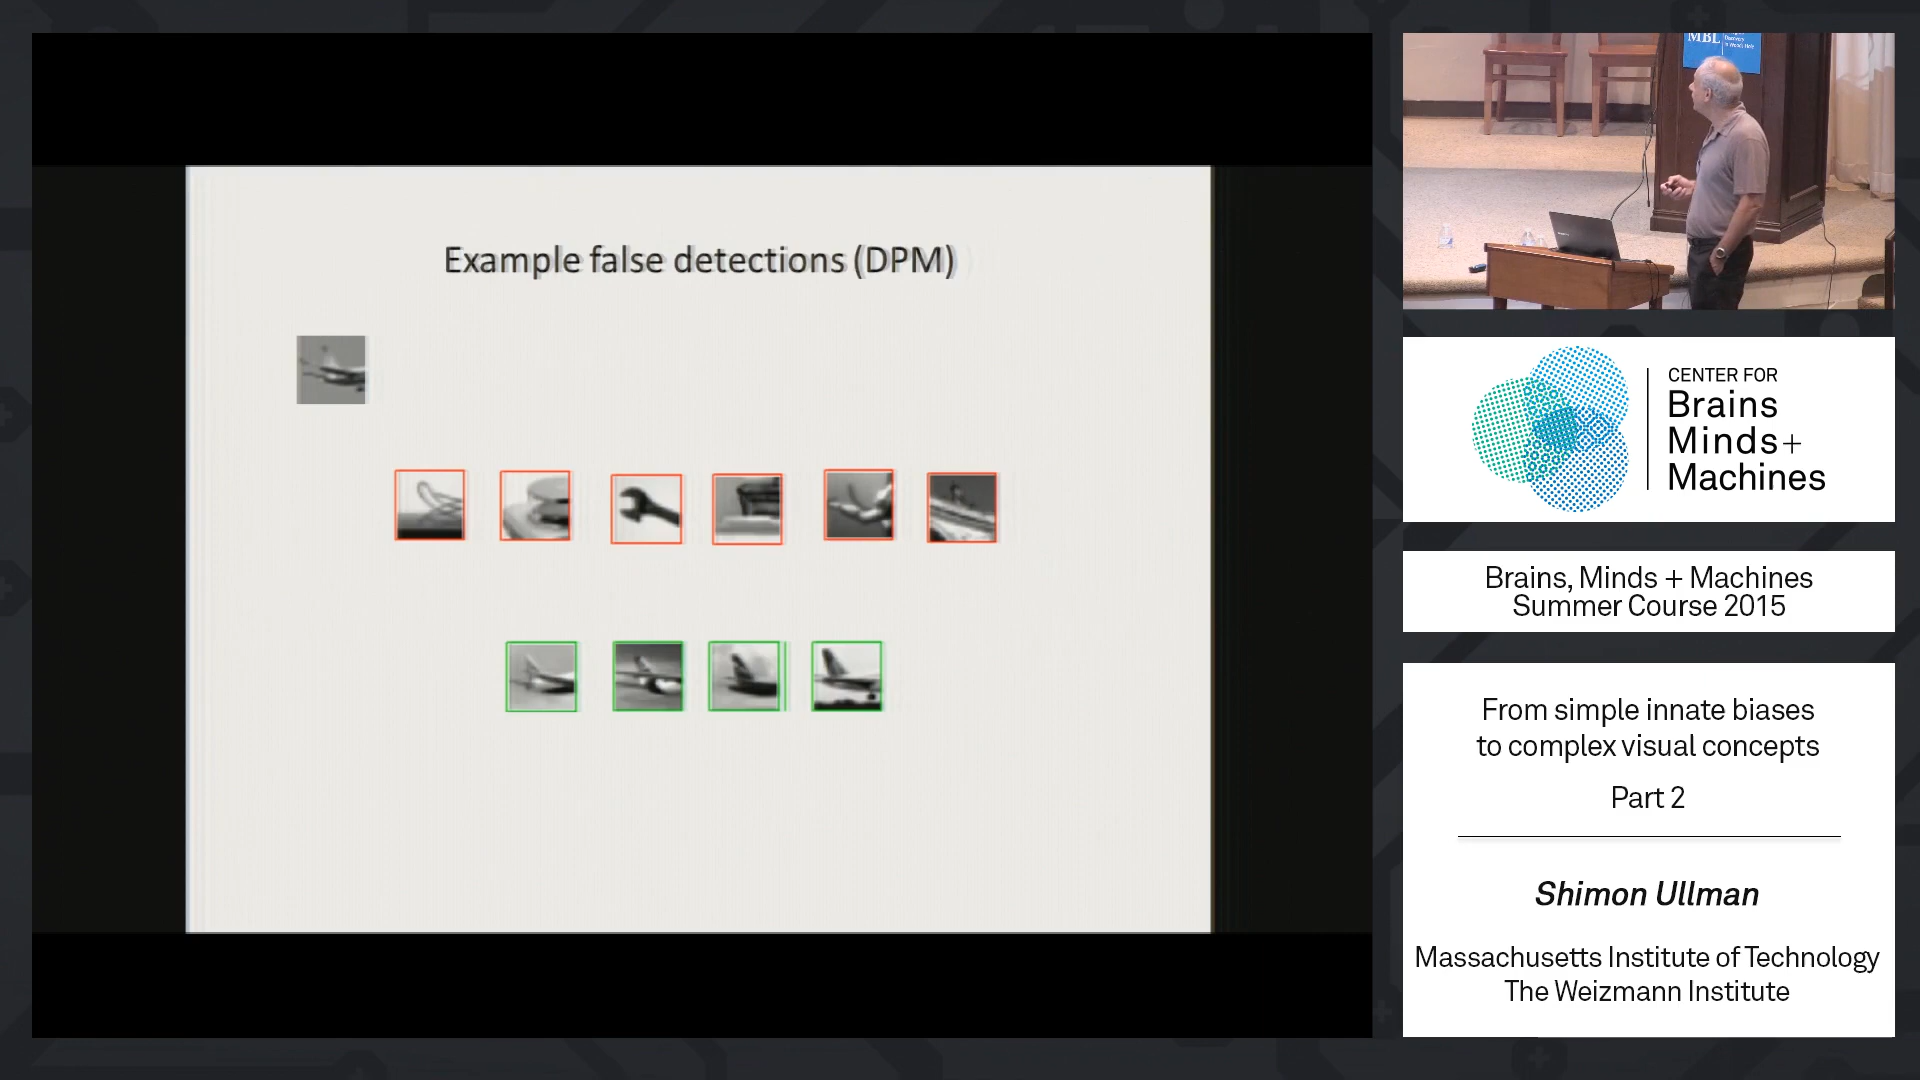 Example false detections (DPM)
MBL
CENTER FOR
Brains
Minds+
Machines
Brains, Minds + Machines
Summer Course 2015
From simple innate biases
to complex visual concepts
Part 2
Shimon Ullman
Massachusetts Institute of Technology
The Weizmann Institute